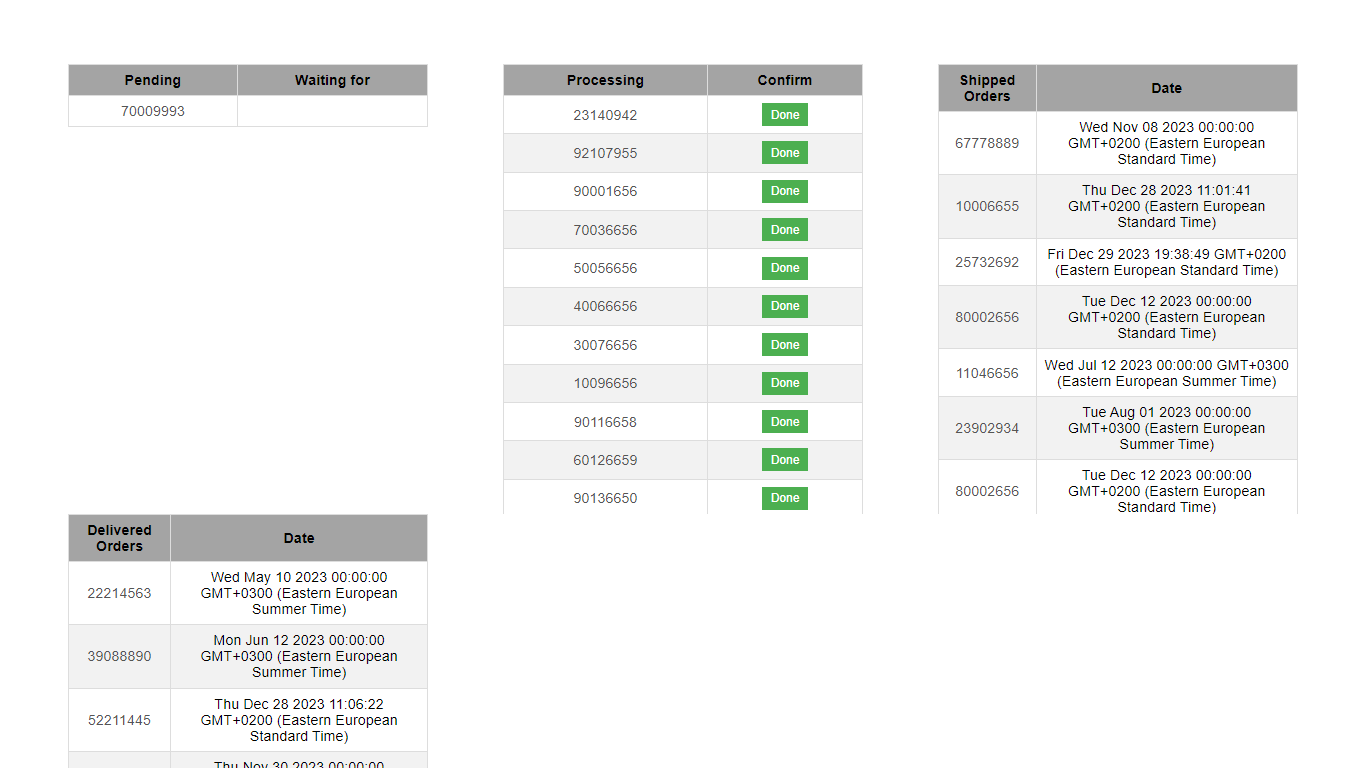 Pending Waiting for
70009993
Processing Confirm
23140942 Done
92107955 Done
90001656 Done
70036656 Done
50056656 Done
40066656 Done
30076656 Done
10096656 Done
90116658 Done
60126659 Done
90136650 Done
Shipped
Orders
Date
67778889
Wed Nov 08 2023 00:00:00
GMT+0200 (Eastern European
Standard Time)
10006655
Thu Dec 28 2023 11:01:41
GMT+0200 (Eastern European
Standard Time)
25732692
Fri Dec 29 2023 19:38:49 GMT+0200
(Eastern European Standard Time)
80002656
Tue Dec 12 2023 00:00:00
GMT+0200 (Eastern European
Standard Time)
11046656
Wed Jul 12 2023 00:00:00 GMT+0300
(Eastern European Summer Time)
23902934
Tue Aug 01 2023 00:00:00
GMT+0300 (Eastern European
Summer Time)
80002656
Tue Dec 12 2023 00:00:00
GMT+0200 (Eastern European
Standard Time)
Delivered
Orders
Date
22214563
Wed May 10 2023 00:00:00
GMT+0300 (Eastern European
Summer Time)
39088890
Mon Jun 12 2023 00:00:00
GMT+0300 (Eastern European
Summer Time)
52211445
Thu Dec 28 2023 11:06:22
GMT+0200 (Eastern European
Standard Time)
Thu Nov 30 2023 00:00:00